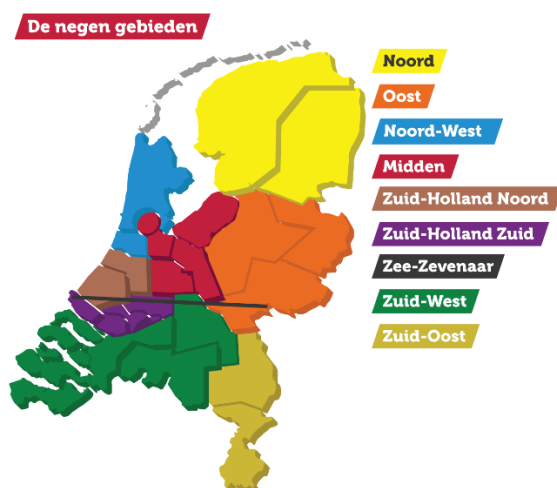 De negen gebieden
Noord
Oost
Noord-West
Midden
Zuid-Holland Noord
Zuid-Holland Zuid
Zee-Zevenaar
Zuid-West
Zuid-Oost